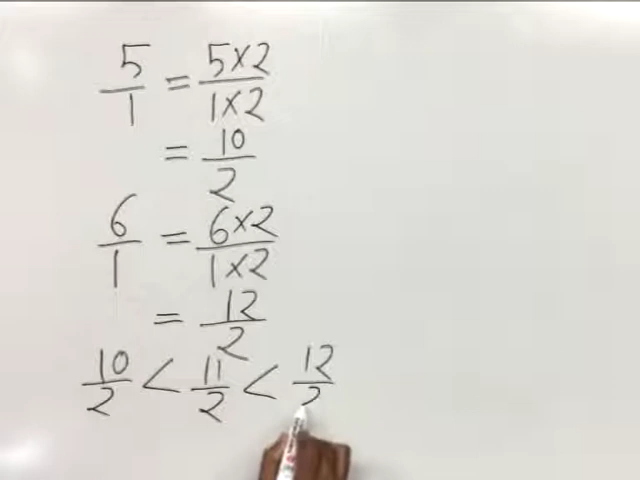 5/1 = 5×2/1×2
= 10/2
6/1 = 6×2/1×2
= 12/2
10/2 < 11/2 < 12/2